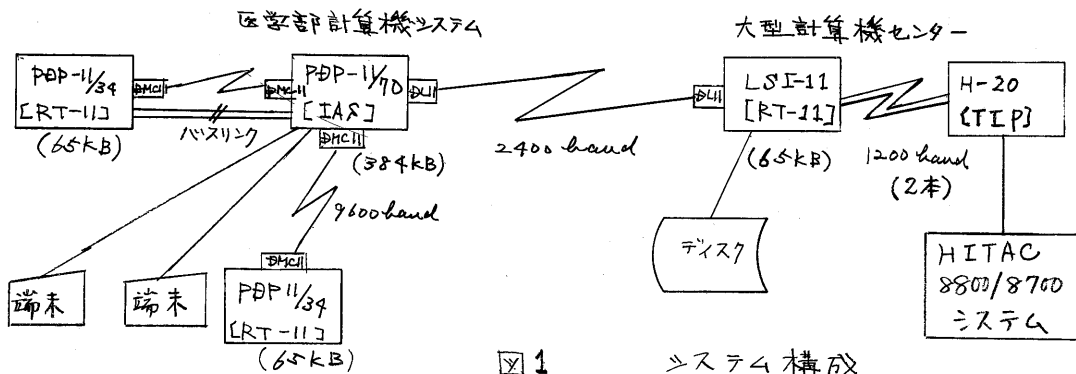 医学部計算機システム
大型計算機センター
PDP-11/34
[RT-11]
(65KB)
DMC11
バスリンク
DMC11
PDP-11/70
[IAS]
DMC11
(384KB)
DL11
2400 baud
DL11
LSI-11
[RT-11]
(65KB)
1200 baud
(2本)
H-20
[TIP]
9600 baud
端末
端末
DMC11
PDP11/34
[RT-11]
(65KB)
ディスク
HITAC
8800/8700
システム
図1 システム構成